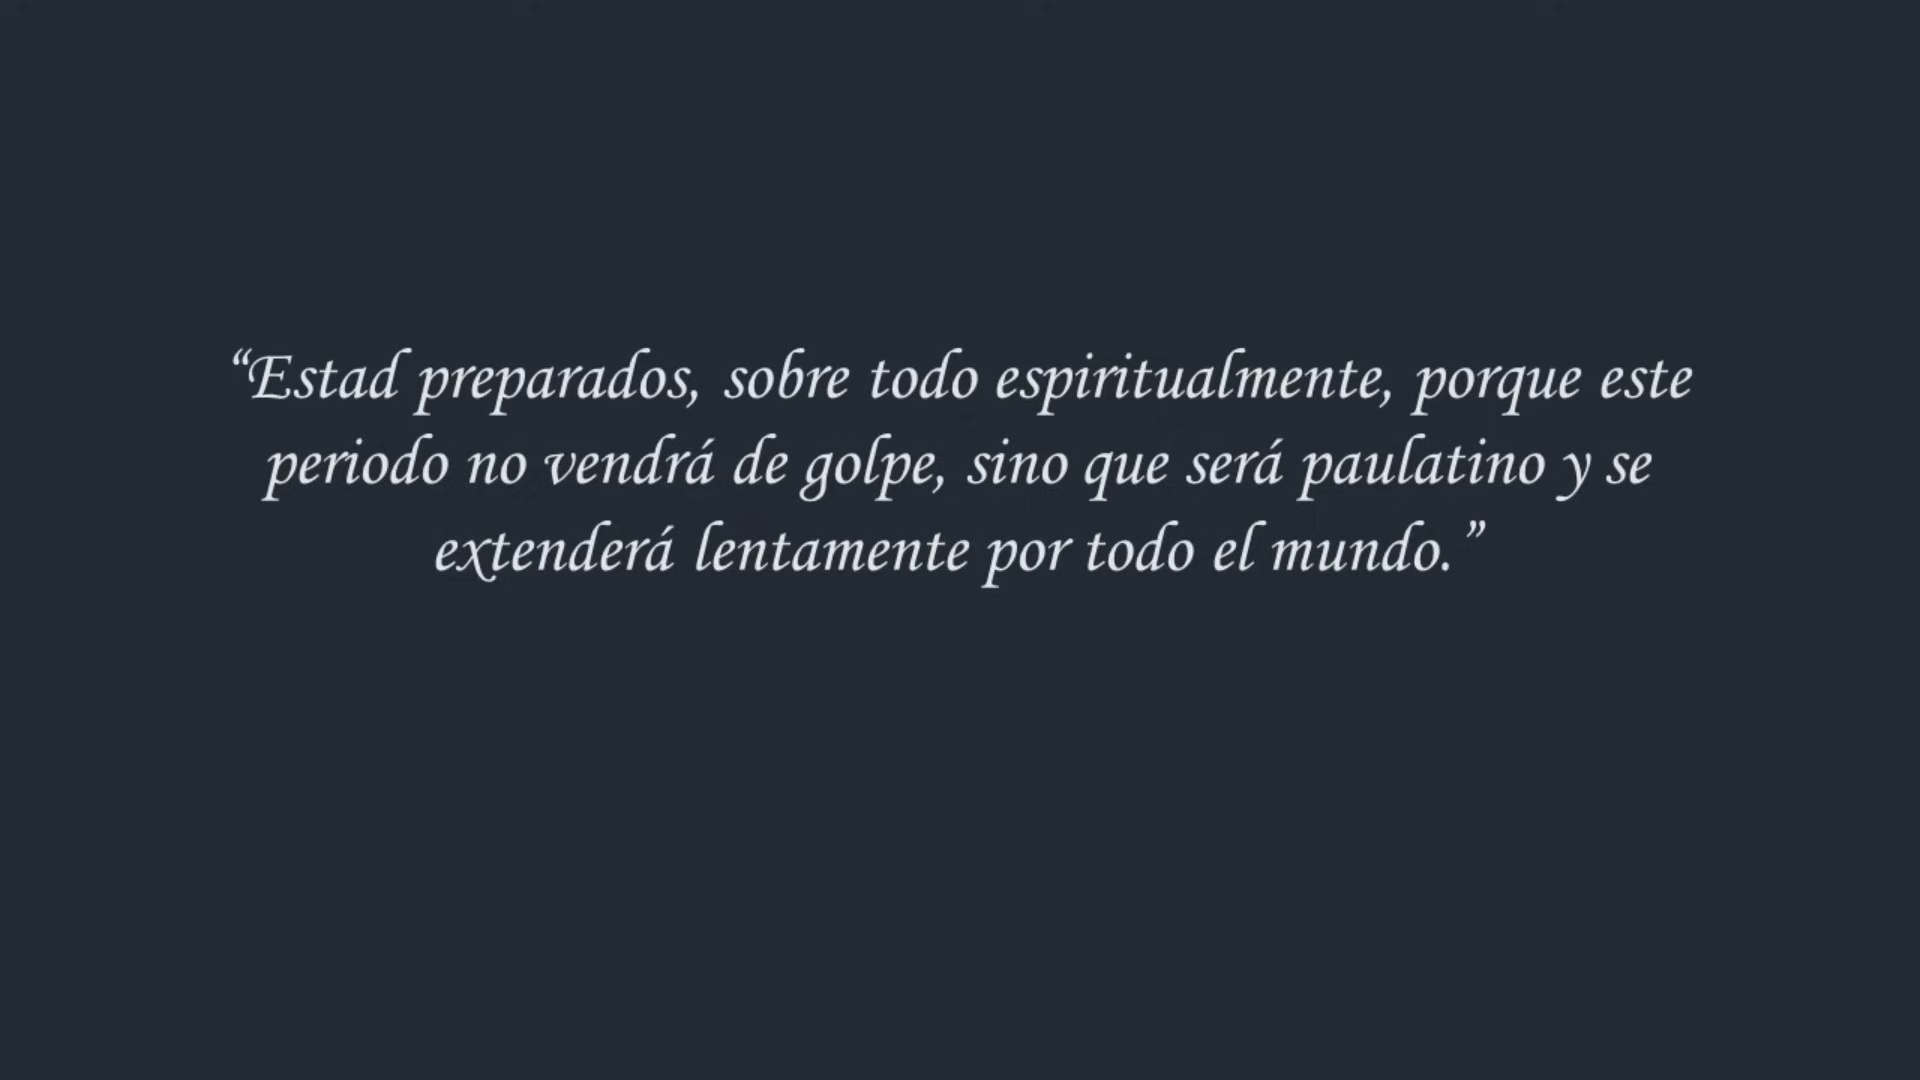 “Estad preparados, sobre todo espiritualmente, porque este
periodo no vendrá de golpe, sino que será paulatino y se
extenderá lentamente por todo el mundo.”